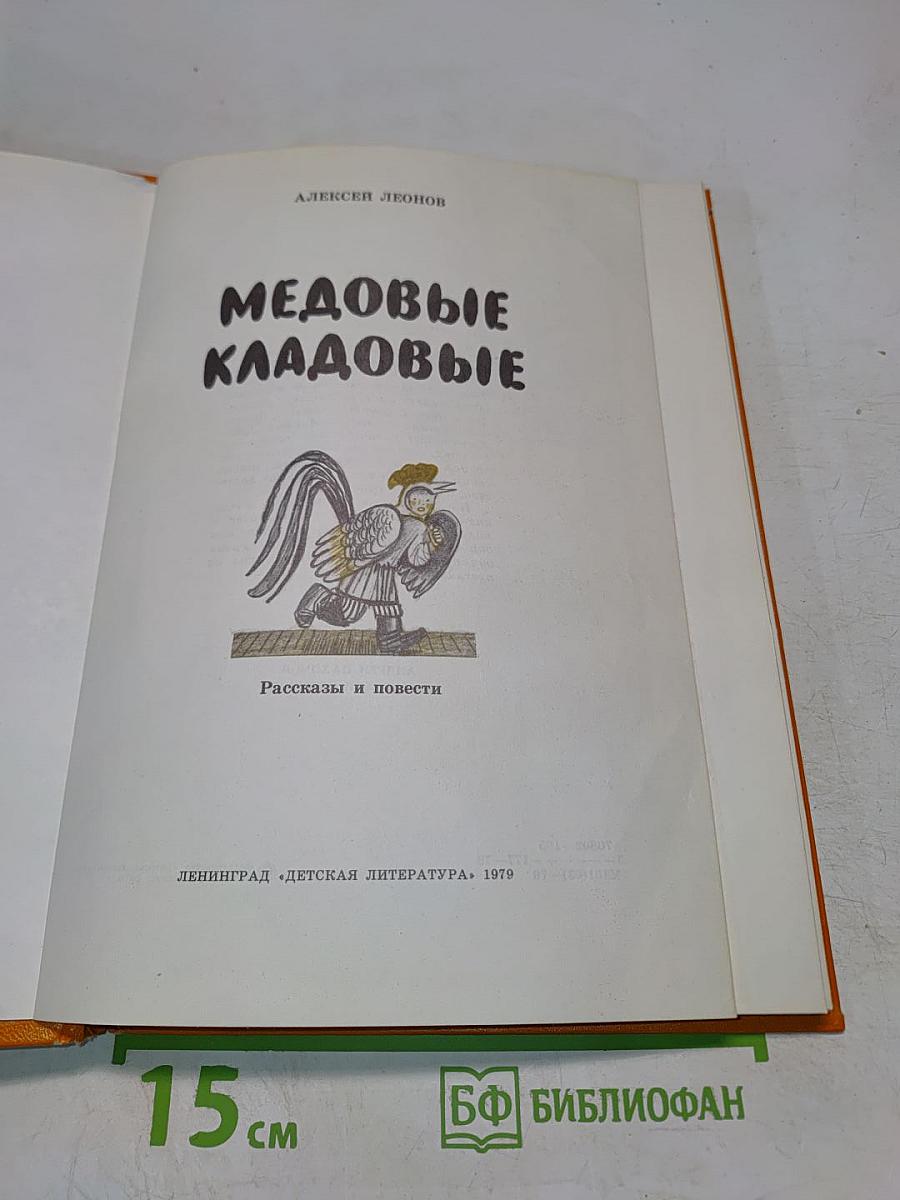 АЛЕКСЕЙ ЛЕОНОВ
МЕДОВЫЕ
КЛАДОВЫЕ
Рассказы и повести
ЛЕНИНГРАД «ДЕТСКАЯ ЛИТЕРАТУРА» 1979
15 см
БФ БИБЛИОФАН